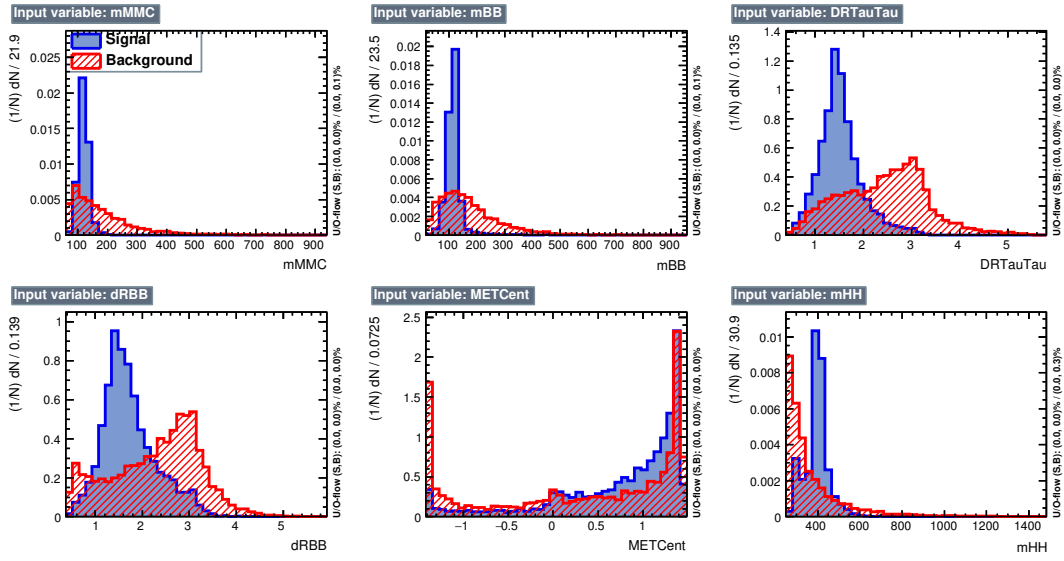 Input variable: mMMC
(1/N) dN / 21.9
0.025
0.02
0.015
0.01
0.005
0
Signal
Background
100 200 300 400 500 600 700 800 900
mMMC
U/O-flow (S,B): (0.0, 0.0)% / (0.0, 0.1)%
Input variable: mBB
(1/N) dN / 23.5
0.02
0.018
0.016
0.014
0.012
0.01
0.008
0.006
0.004
0.002
0
100 200 300 400 500 600 700 800 900
mBB
U/O-flow (S,B): (0.0, 0.0)% / (0.0, 0.1)%
Input variable: DRTauTau
(1/N) dN / 0.135
1.4
1.2
1
0.8
0.6
0.4
0.2
0
1 2 3 4 5
DRTauTau
U/O-flow (S,B): (0.0, 0.0)% / (0.0, 0.0)%
Input variable: dRBB
(1/N) dN / 0.139
1
0.8
0.6
0.4
0.2
0
1 2 3 4 5
dRBB
U/O-flow (S,B): (0.0, 0.0)% / (0.0, 0.0)%
Input variable: METCent
(1/N) dN / 0.0725
2.5
2
1.5
1
0.5
0
−1 −0.5 0 0.5 1
METCent
U/O-flow (S,B): (0.0, 0.0)% / (0.0, 0.0)%
Input variable: mHH
(1/N) dN / 30.9
0.01
0.008
0.006
0.004
0.002
0
400 600 800 1000 1200 1400
mHH
U/O-flow (S,B): (0.0, 0.0)% / (0.0, 0.3)%